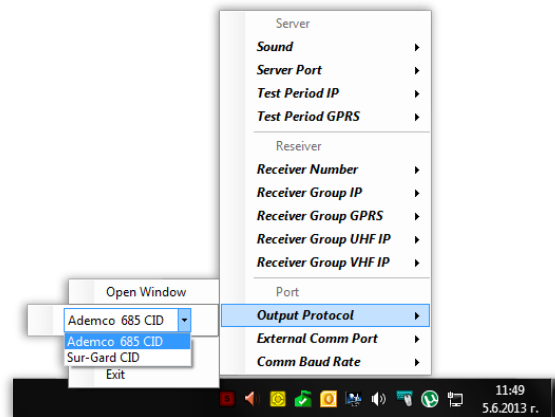 Server
Sound
Server Port
Test Period IP
Test Period GPRS
Reseiver
Receiver Number
Receiver Group IP
Receiver Group GPRS
Receiver Group UHF IP
Receiver Group VHF IP
Port
Output Protocol
External Comm Port
Comm Baud Rate
Open Window
Ademco 685 CID
Ademco 685 CID
Sur-Gard CID
Exit
11:49
5.6.2013 г.